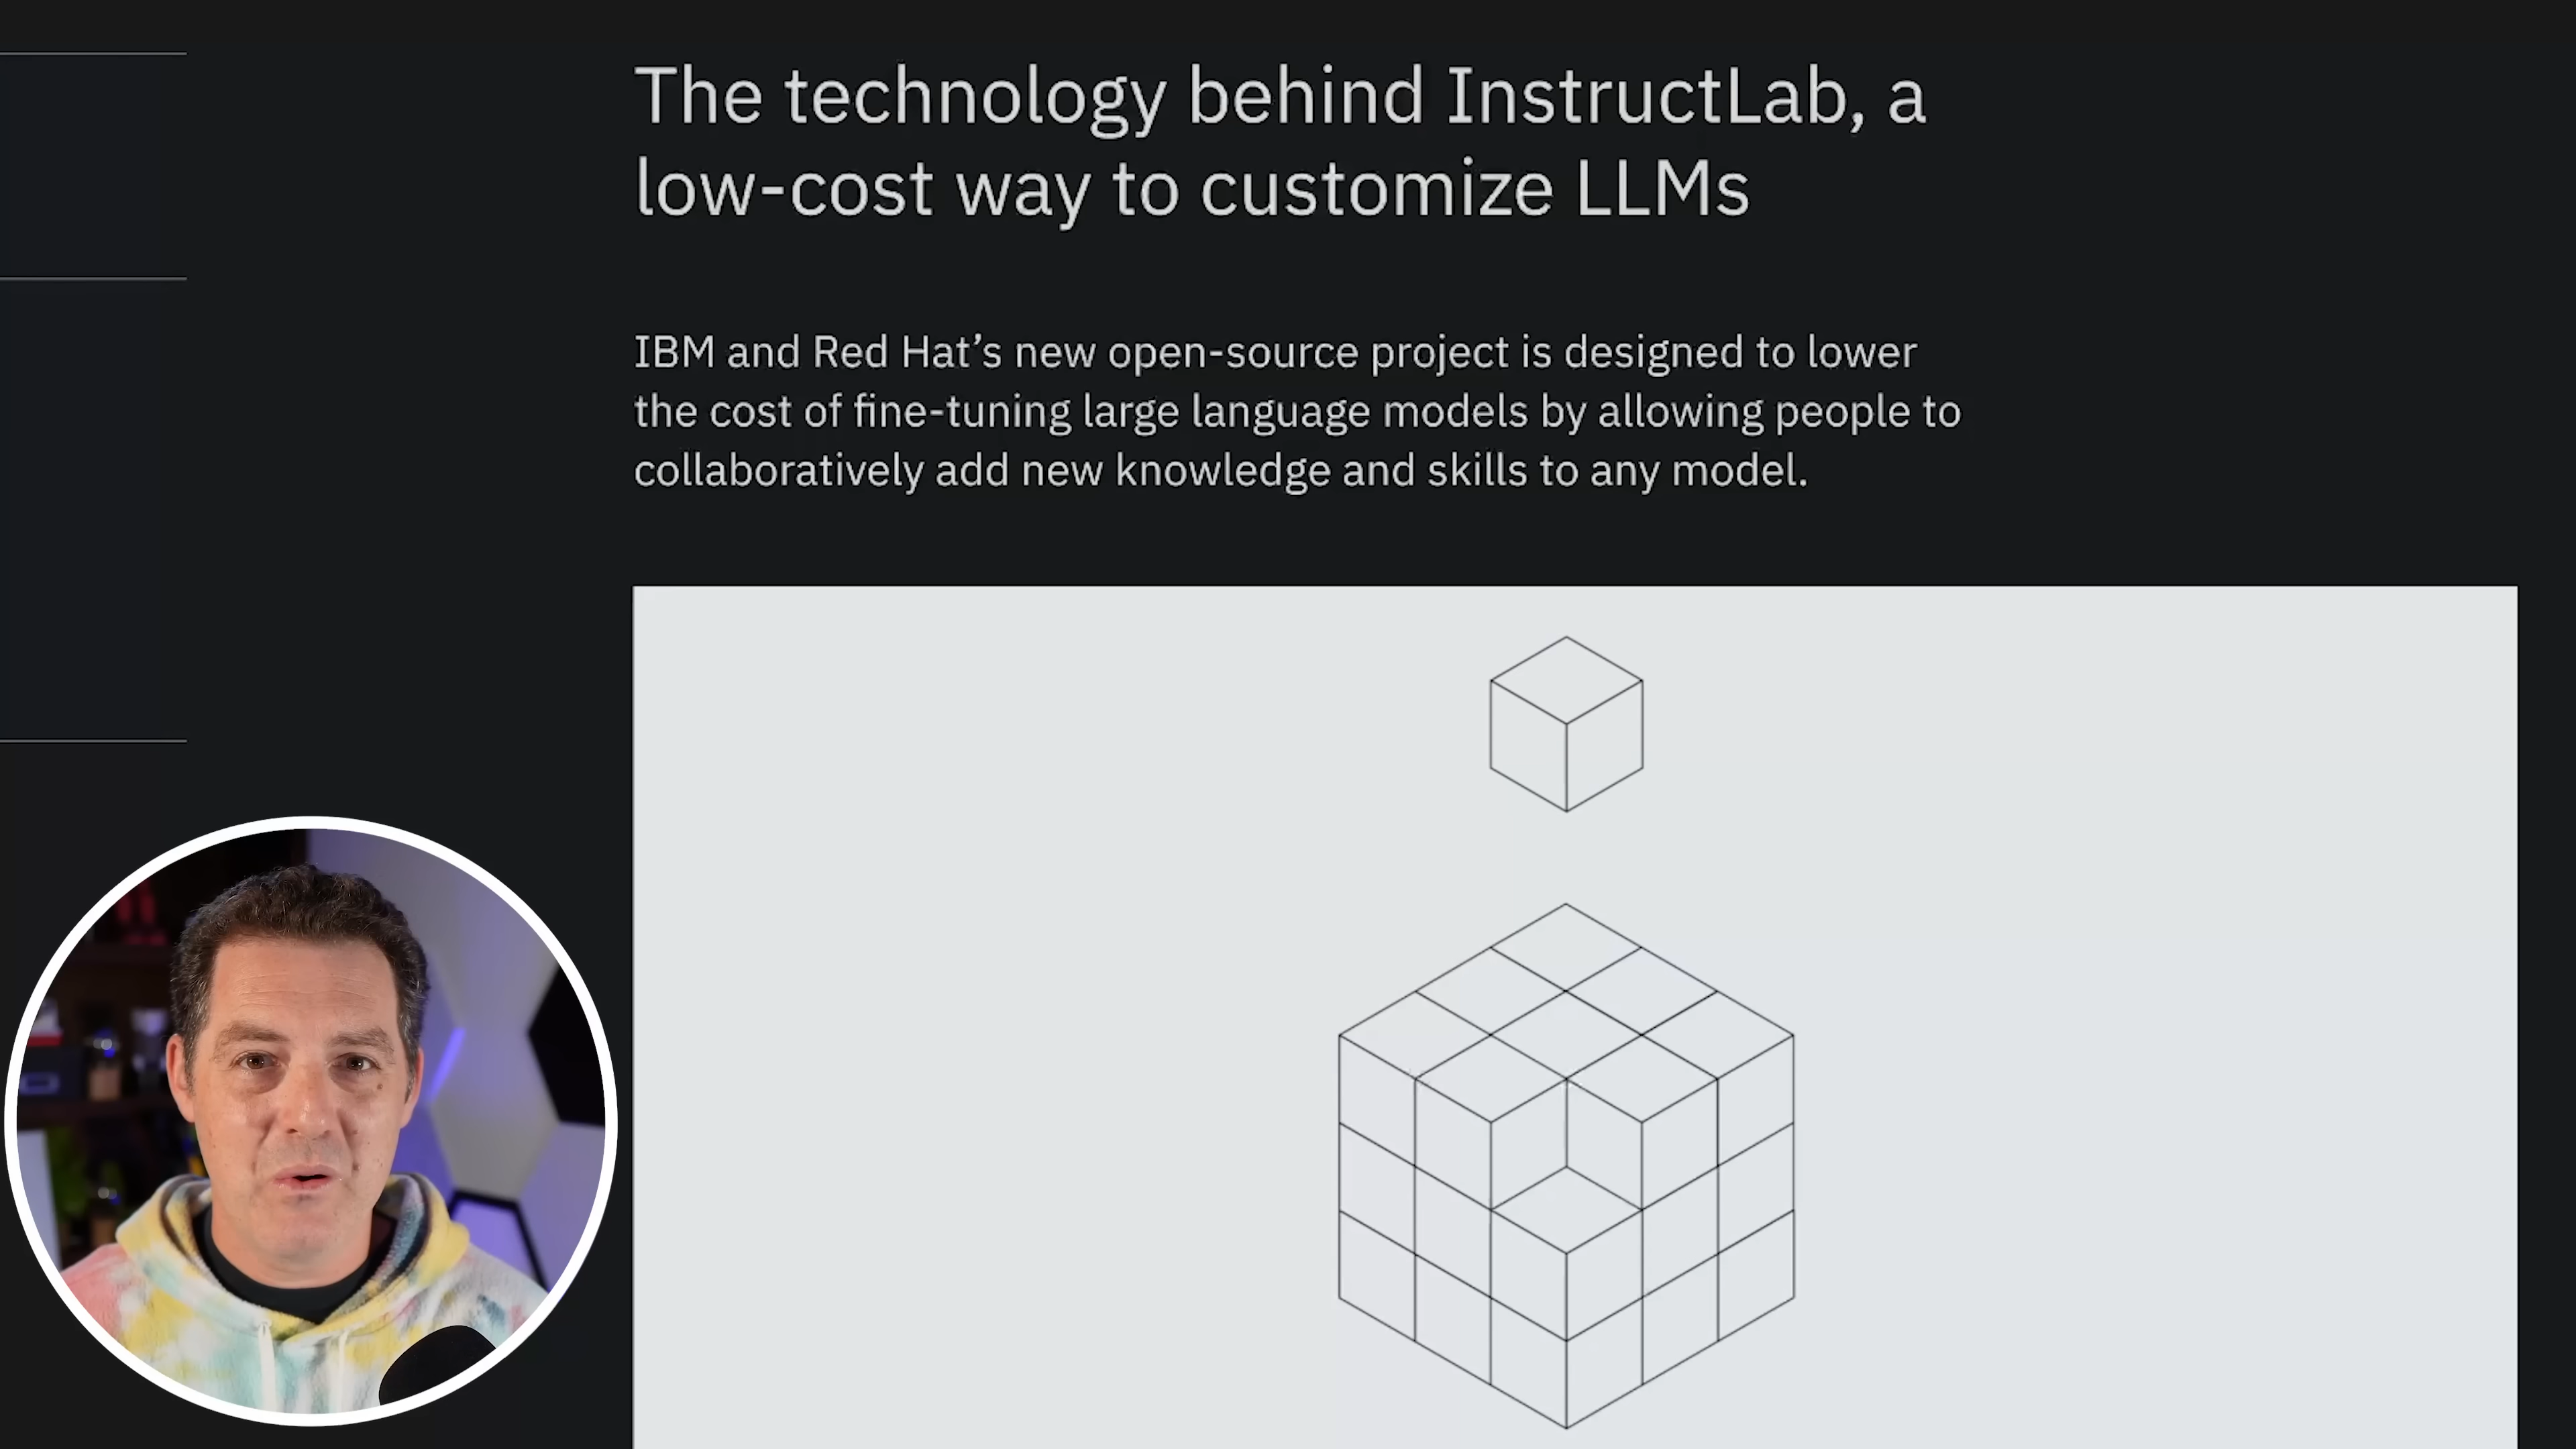 The technology behind InstructLab, a
low-cost way to customize LLMs
IBM and Red Hat’s new open-source project is designed to lower
the cost of fine-tuning large language models by allowing people to
collaboratively add new knowledge and skills to any model.